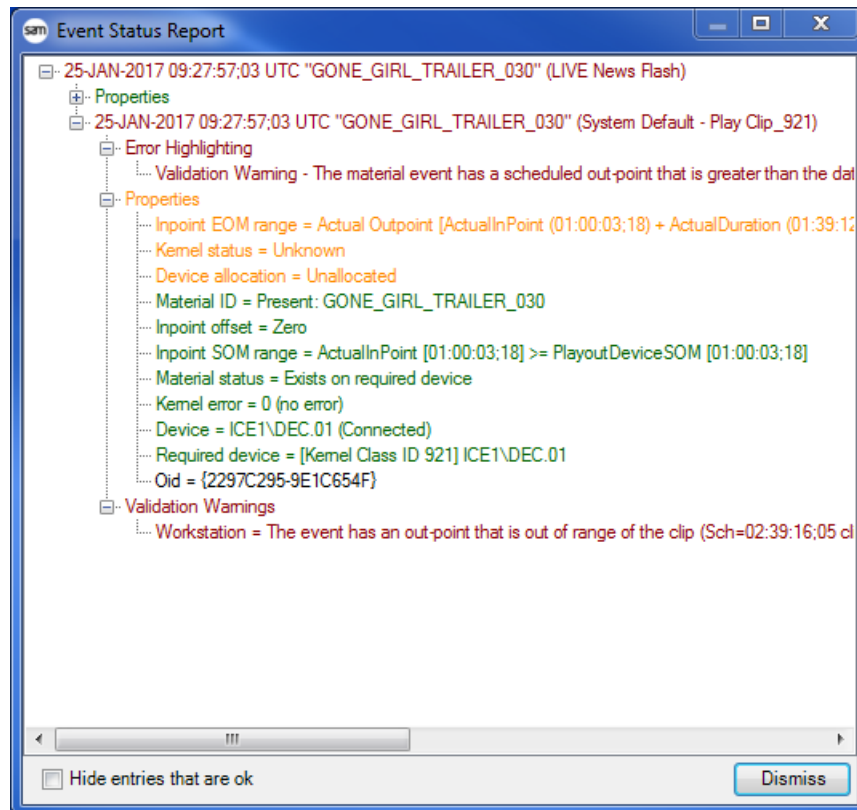 sam Event Status Report
25-JAN-2017 09:27:57;03 UTC "GONE_GIRL_TRAILER_030" (LIVE News Flash)
Properties
25-JAN-2017 09:27:57;03 UTC "GONE_GIRL_TRAILER_030" (System Default - Play Clip_921)
Error Highlighting
Validation Warning - The material event has a scheduled out-point that is greater than the dat
Properties
Inpoint EOM range = Actual Outpoint [ActualInPoint (01:00:03;18) + ActualDuration (01:39:12
Kernel status = Unknown
Device allocation = Unallocated
Material ID = Present: GONE_GIRL_TRAILER_030
Inpoint offset = Zero
Inpoint SOM range = ActualInPoint [01:00:03;18] >= PlayoutDeviceSOM [01:00:03;18]
Material status = Exists on required device
Kernel error = 0 (no error)
Device = ICE1\DEC.01 (Connected)
Required device = [Kernel Class ID 921] ICE1\DEC.01
Oid = {2297C295-9E1C654F}
Validation Warnings
Workstation = The event has an out-point that is out of range of the clip (Sch=02:39:16;05 cl
Hide entries that are ok
Dismiss